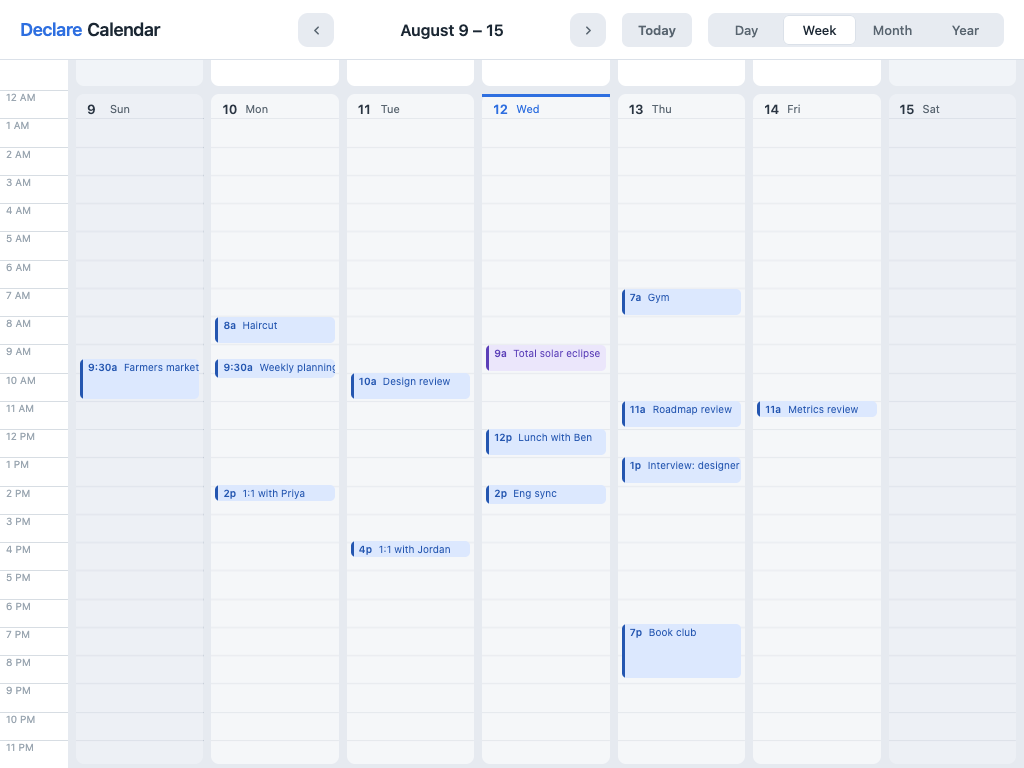 Declare Calendar
August 9 – 15
Today
Day
Week
Month
Year
9 Sun
10 Mon
11 Tue
12 Wed
13 Thu
14 Fri
15 Sat
12 AM
1 AM
2 AM
3 AM
4 AM
5 AM
6 AM
7 AM
8 AM
9 AM
10 AM
11 AM
12 PM
1 PM
2 PM
3 PM
4 PM
5 PM
6 PM
7 PM
8 PM
9 PM
10 PM
11 PM
9:30a Farmers market
8a Haircut
9:30a Weekly planning
2p 1:1 with Priya
10a Design review
4p 1:1 with Jordan
9a Total solar eclipse
12p Lunch with Ben
2p Eng sync
7a Gym
11a Roadmap review
1p Interview: designer
7p Book club
11a Metrics review